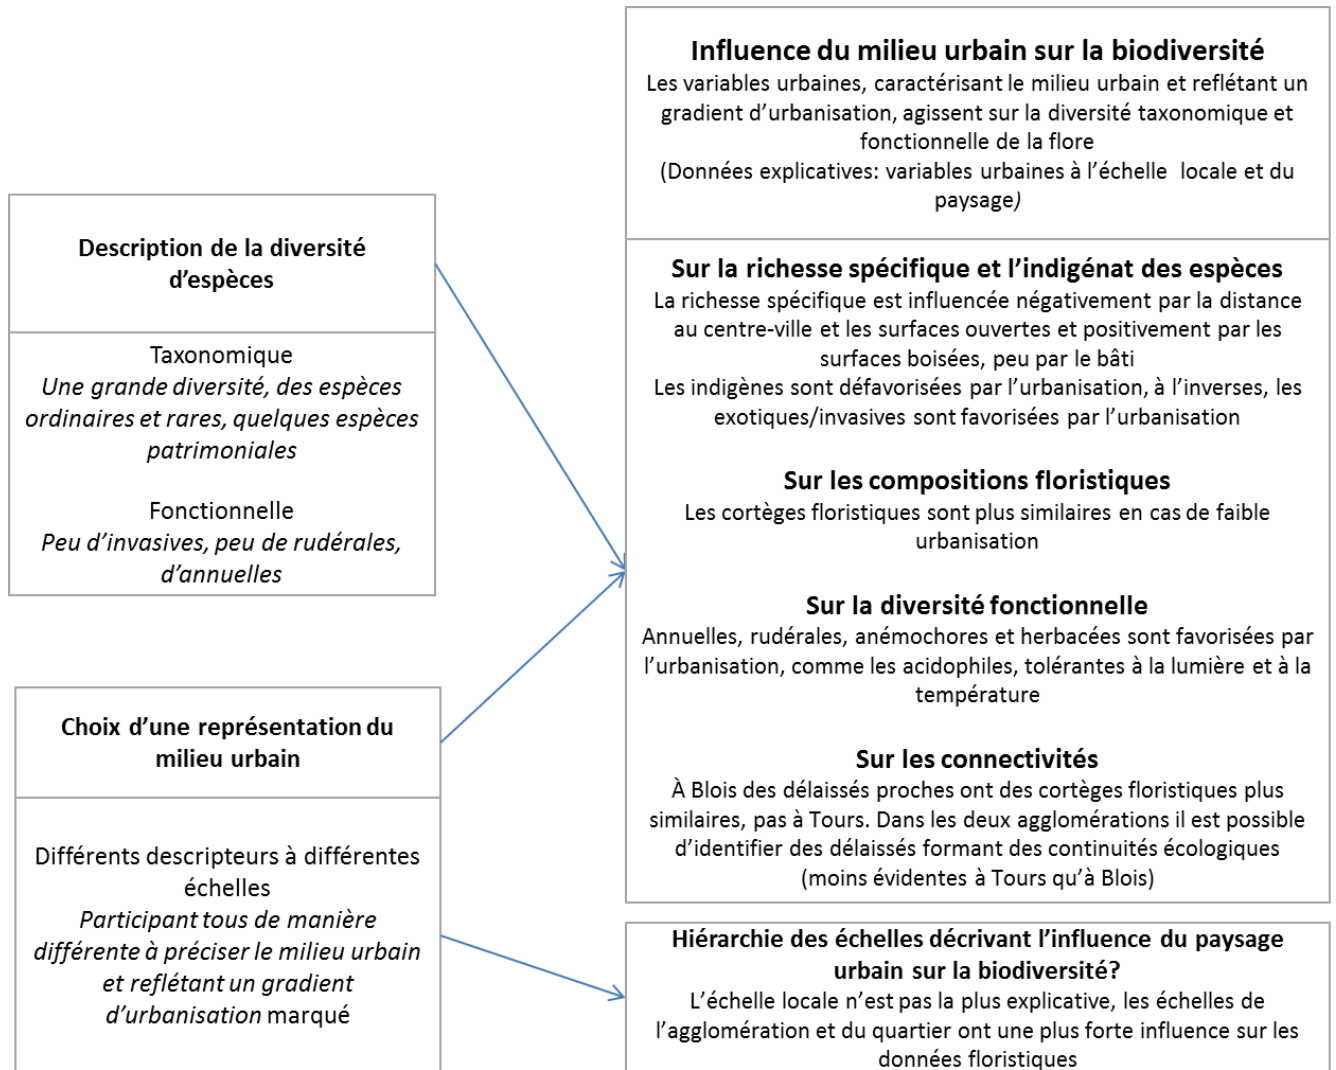 Influence du milieu urbain sur la biodiversité
Les variables urbaines, caractérisant le milieu urbain et reflétant un
gradient d'urbanisation, agissent sur la diversité taxonomique et
fonctionnelle de la flore
(Données explicatives: variables urbaines à l'échelle locale et du
paysage)
Description de la diversité
d'espèces
Taxonomique
Une grande diversité, des espèces
ordinaires et rares, quelques espèces
patrimoniales
Fonctionnelle
Peu d'invasives, peu de rudérales,
d'annuelles
Sur la richesse spécifique et l'indigénat des espèces
La richesse spécifique est influencée négativement par la distance
au centre-ville et les surfaces ouvertes et positivement par les
surfaces boisées, peu par le bâti
Les indigènes sont défavorisées par l'urbanisation, à l'inverses, les
exotiques/invasives sont favorisées par l'urbanisation
Sur les compositions floristiques
Les cortèges floristiques sont plus similaires en cas de faible
urbanisation
Sur la diversité fonctionnelle
Annuelles, rudérales, anémochores et herbacées sont favorisées par
l'urbanisation, comme les acidophiles, tolérantes à la lumière et à la
température
Sur les connectivités
À Blois des délaissés proches ont des cortèges floristiques plus
similaires, pas à Tours. Dans les deux agglomérations il est possible
d'identifier des délaissés formant des continuités écologiques
(moins évidentes à Tours qu'à Blois)
Choix d'une représentation du
milieu urbain
Différents descripteurs à différentes
échelles
Participant tous de manière
différente à préciser le milieu urbain
et reflétant un gradient
d'urbanisation marqué
Hiérarchie des échelles décrivant l'influence du paysage
urbain sur la biodiversité?
L'échelle locale n'est pas la plus explicative, les échelles de
l'agglomération et du quartier ont une plus forte influence sur les
données floristiques